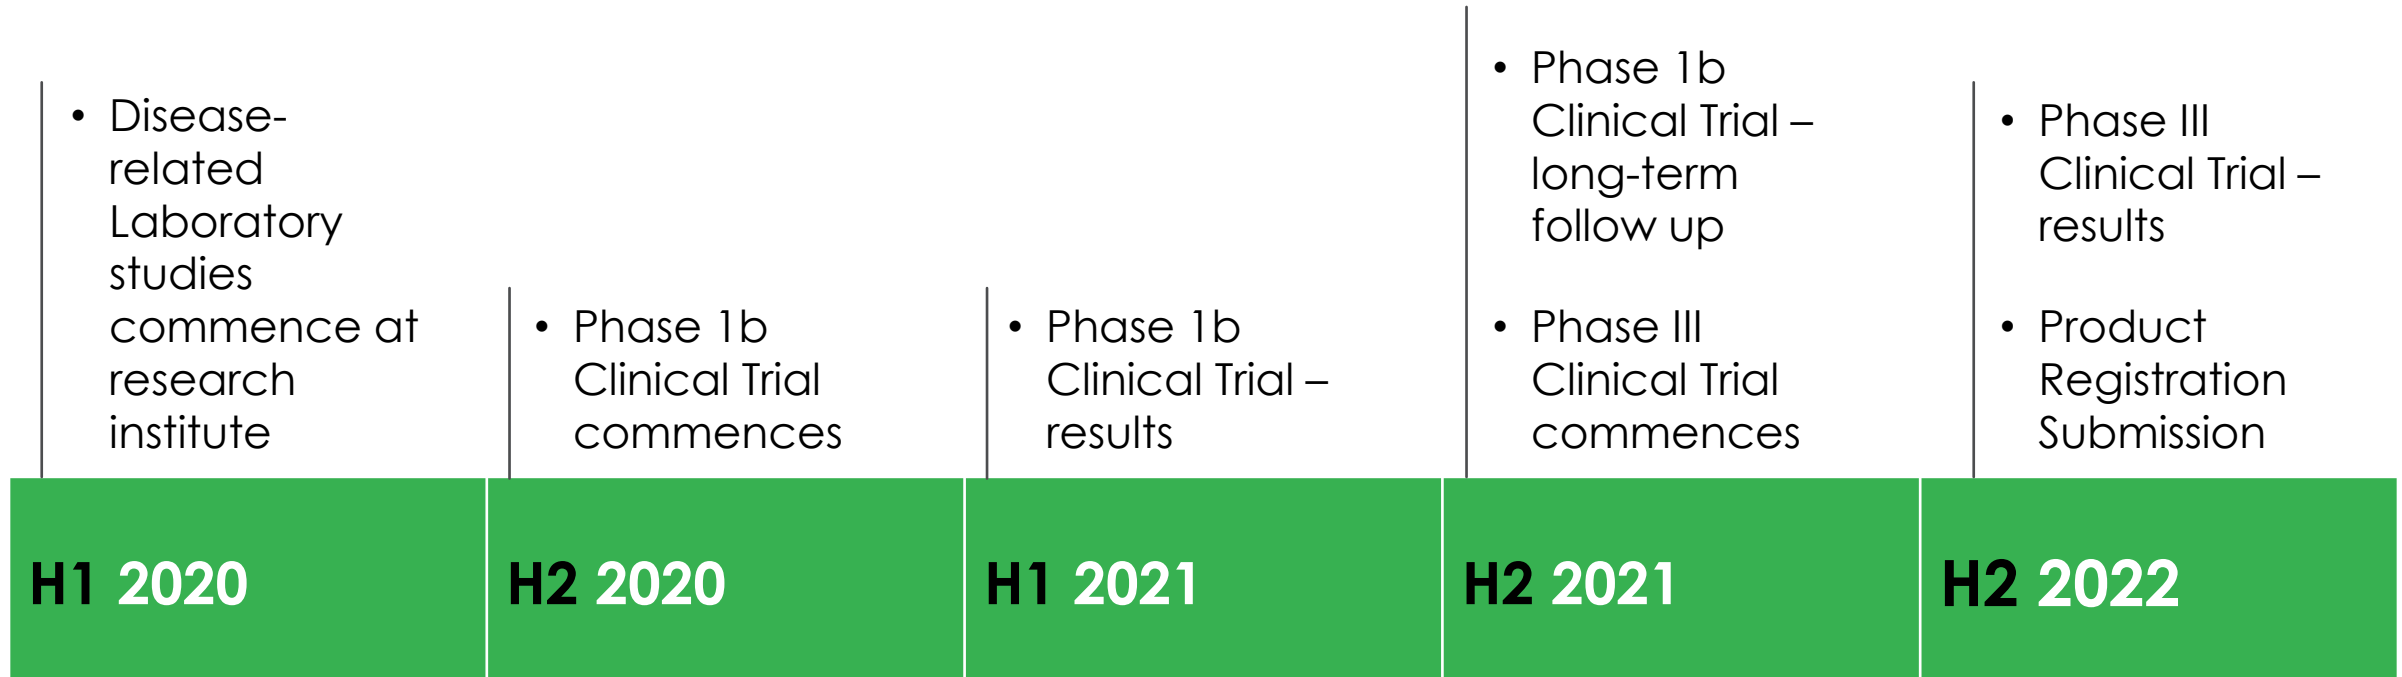 • Disease-
related
Laboratory
studies
commence at
research
institute
• Phase 1b
Clinical Trial
commences
• Phase 1b
Clinical Trial –
results
• Phase 1b
Clinical Trial –
long-term
follow up
• Phase III
Clinical Trial
commences
• Phase III
Clinical Trial –
results
• Product
Registration
Submission
H1 2020
H2 2020
H1 2021
H2 2021
H2 2022